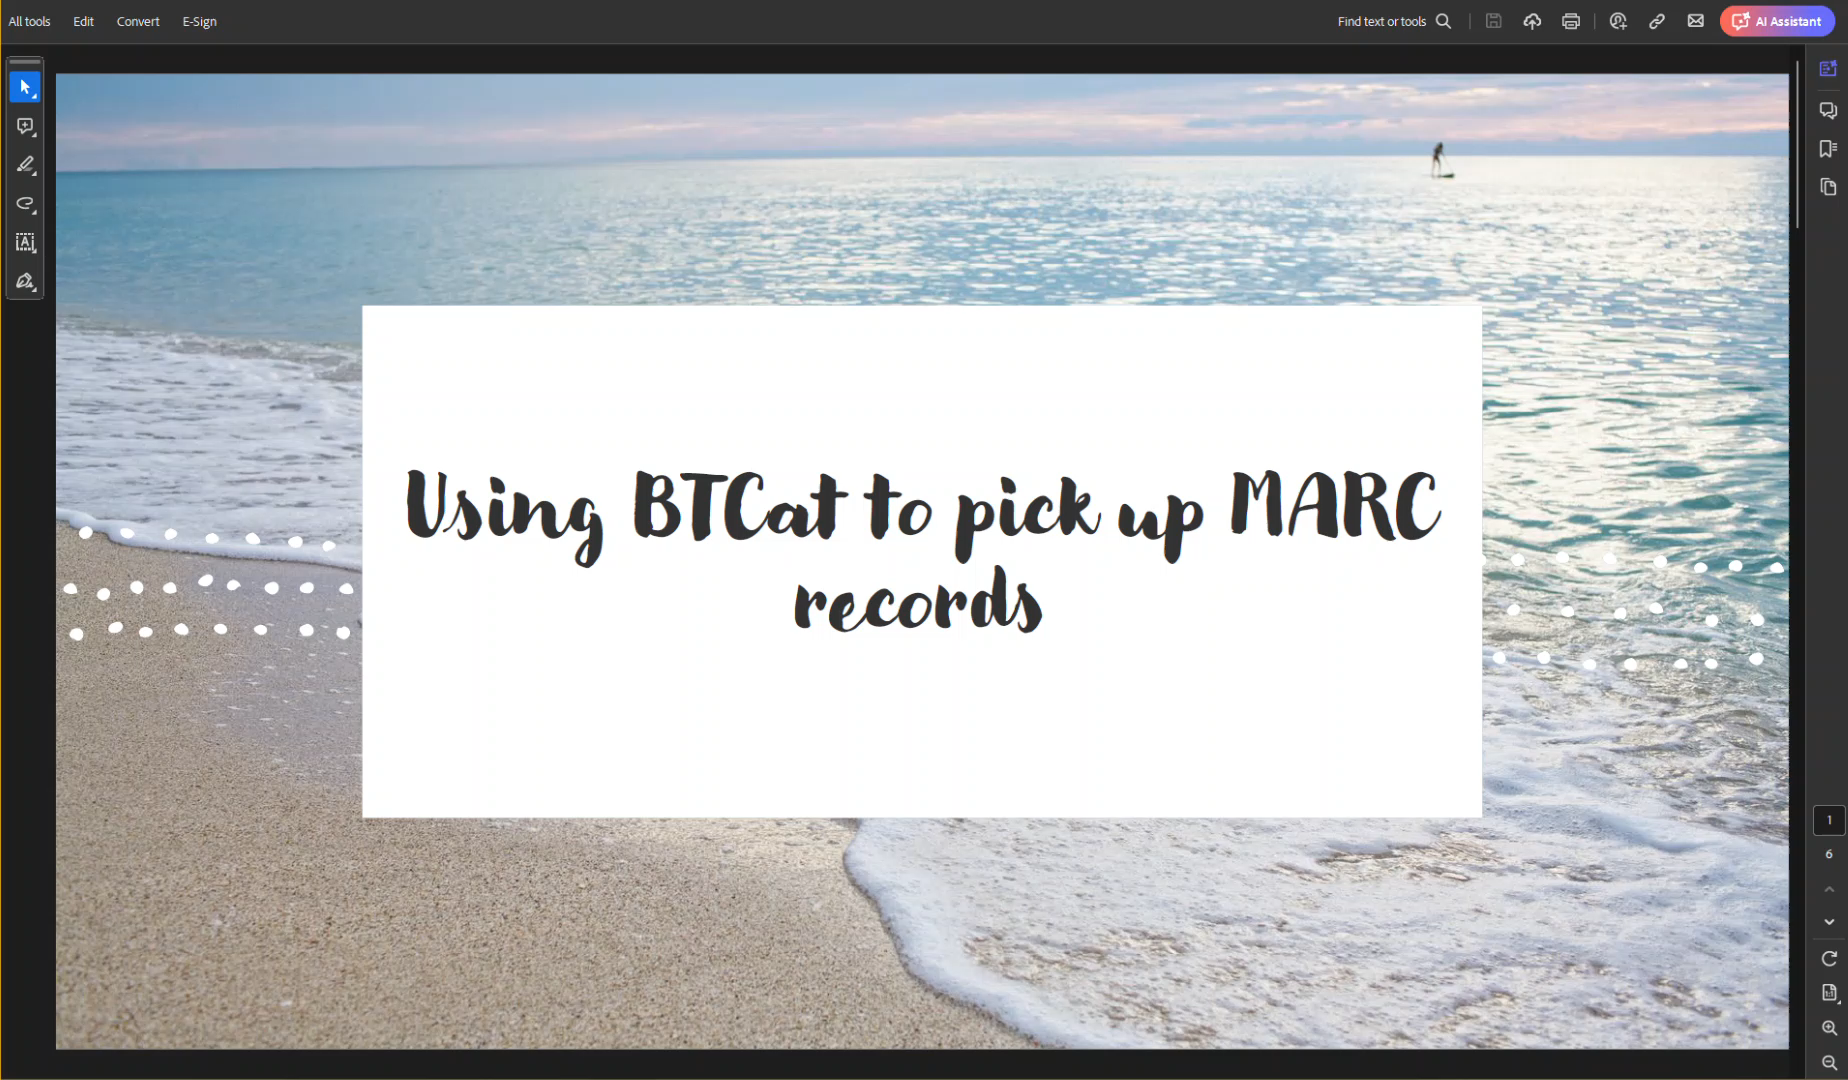 All tools Edit Convert E-Sign Find text or tools AI Assistant
Using BTCat to pick up MARC
records
1
6